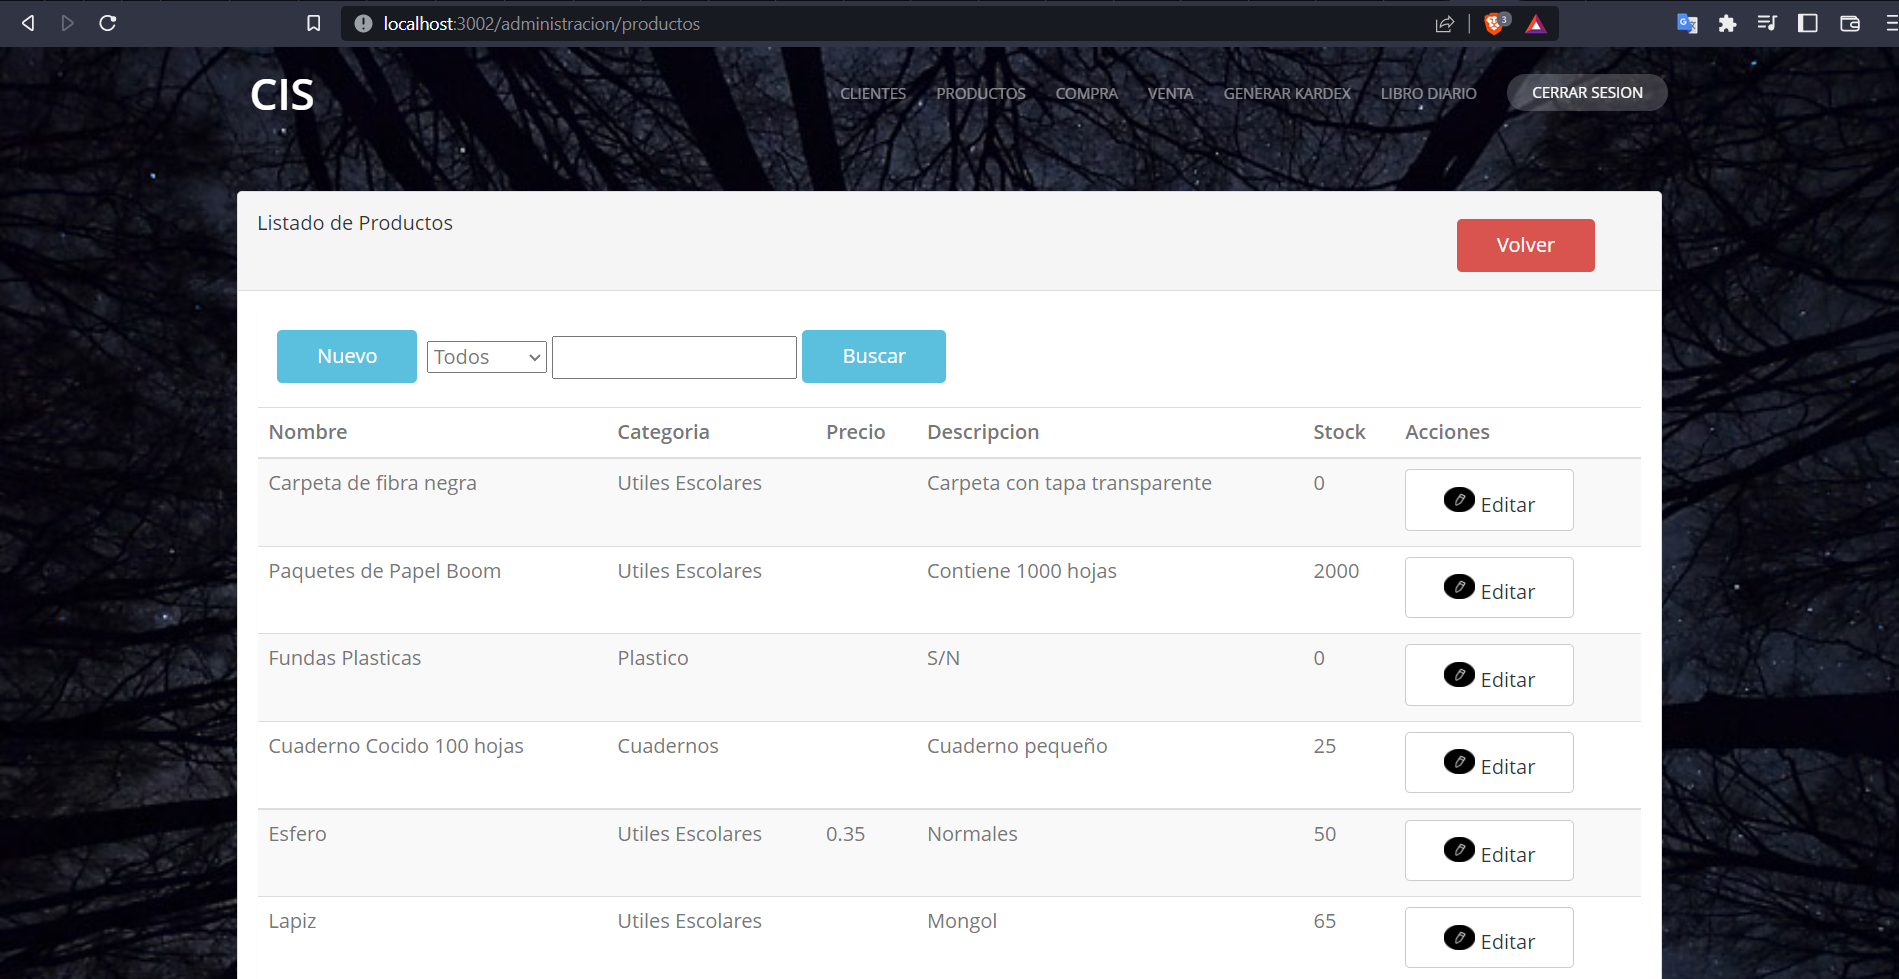 localhost:3002/administracion/productos
3
CIS
CLIENTES PRODUCTOS COMPRA VENTA GENERAR KARDEX LIBRO DIARIO CERRAR SESION
Listado de Productos
Volver
Nuevo Todos Buscar
Nombre Categoria Precio Descripcion Stock Acciones
Carpeta de fibra negra Utiles Escolares Carpeta con tapa transparente 0 Editar
Paquetes de Papel Boom Utiles Escolares Contiene 1000 hojas 2000 Editar
Fundas Plasticas Plastico S/N 0 Editar
Cuaderno Cocido 100 hojas Cuadernos Cuaderno pequeño 25 Editar
Esfero Utiles Escolares 0.35 Normales 50 Editar
Lapiz Utiles Escolares Mongol 65 Editar